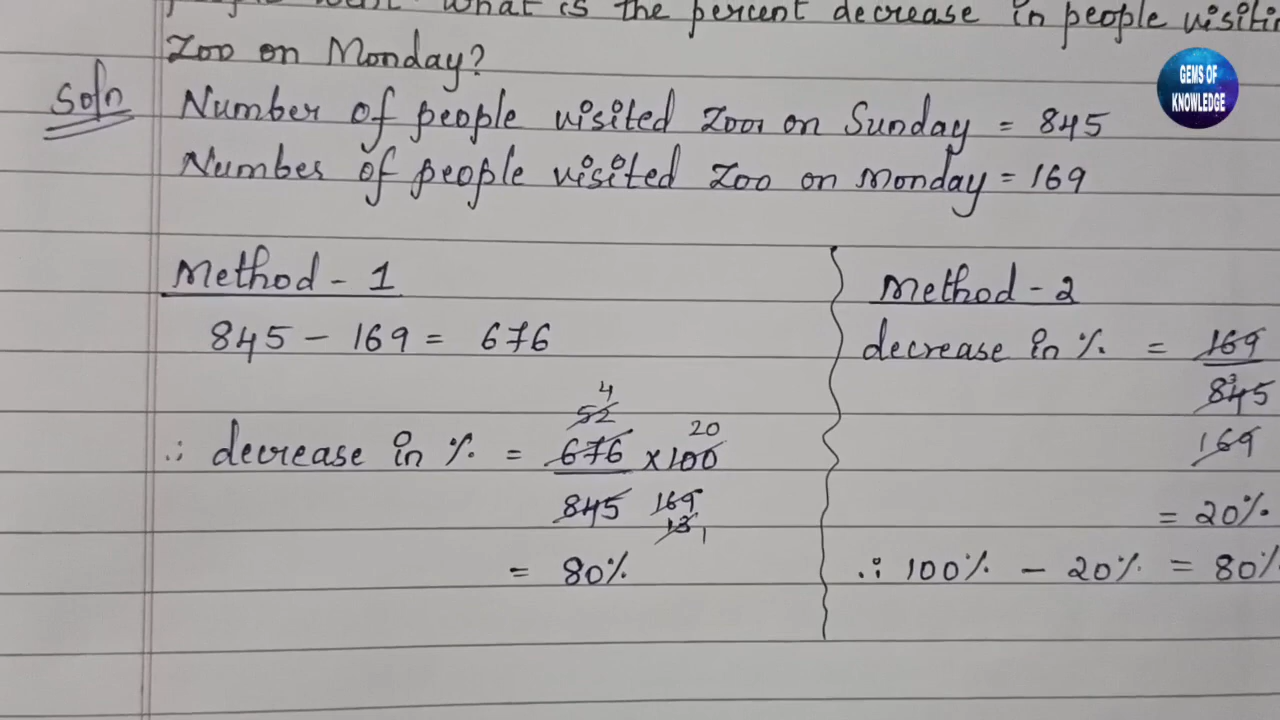 people went. What is the percent decrease in people visitin
Zoo on Monday?
Soln
Number of people visited Zoo on Sunday = 845
Number of people visited Zoo on Monday = 169
Method - 1
845 - 169 = 676
4
52
20
∴ decrease in % = 676 x 100
845 169
13 1
= 80%
Method - 2
decrease in % = 169
845
169
= 20%
∴ 100% - 20% = 80%
GEMS OF
KNOWLEDGE